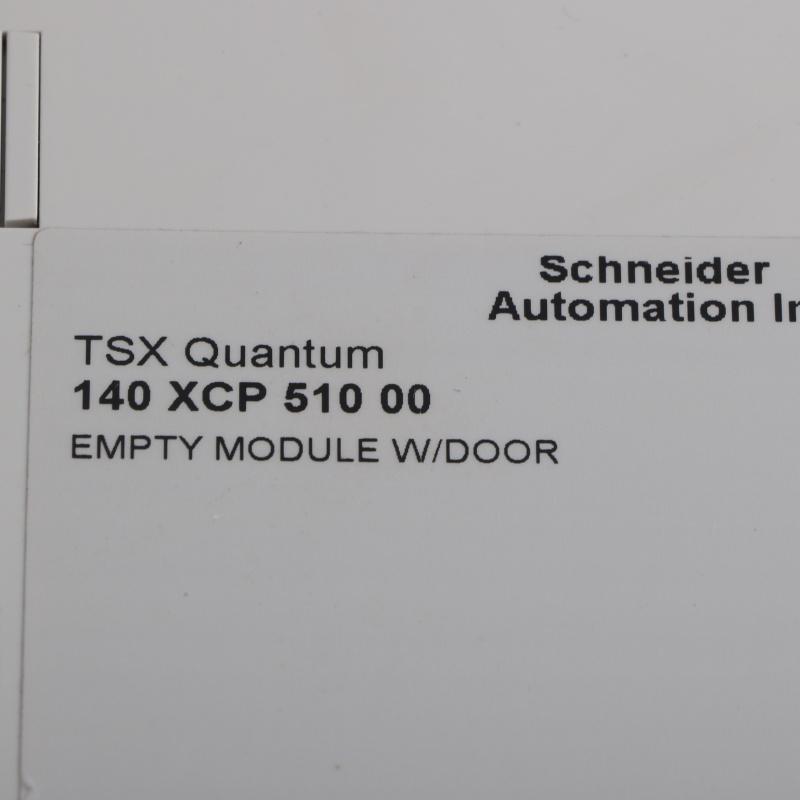 Schneider
Automation In
TSX Quantum
140 XCP 510 00
EMPTY MODULE W/DOOR